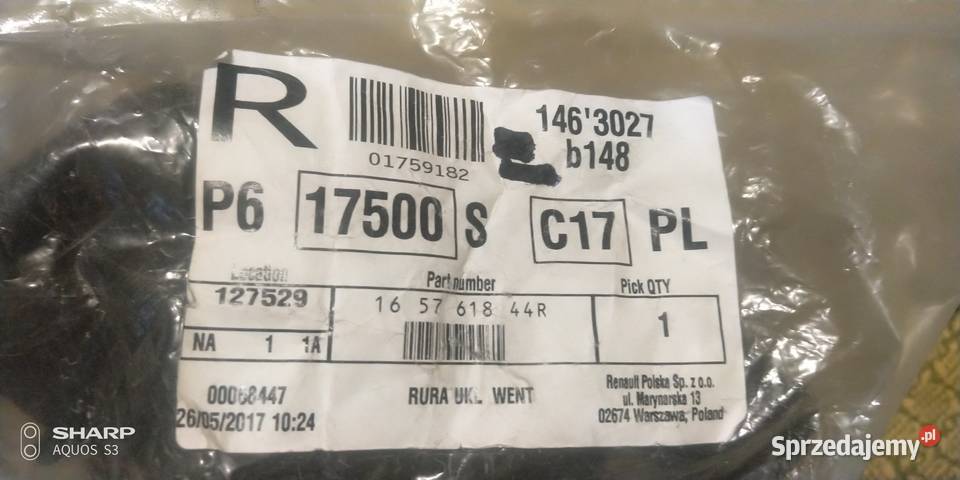 R
01759182
146'3027
b148
P6 17500 S C17 PL
Location
127529
Part number
16 57 618 44R
Pick QTY
1
NA 1 1A
00068447
26/05/2017 10:24
RURA UKL WENT
Renault Polska Sp. z o.o.
ul. Marynarska 13
02674 Warszawa, Poland
SHARP
AQUOS S3
Sprzedajemy.pl